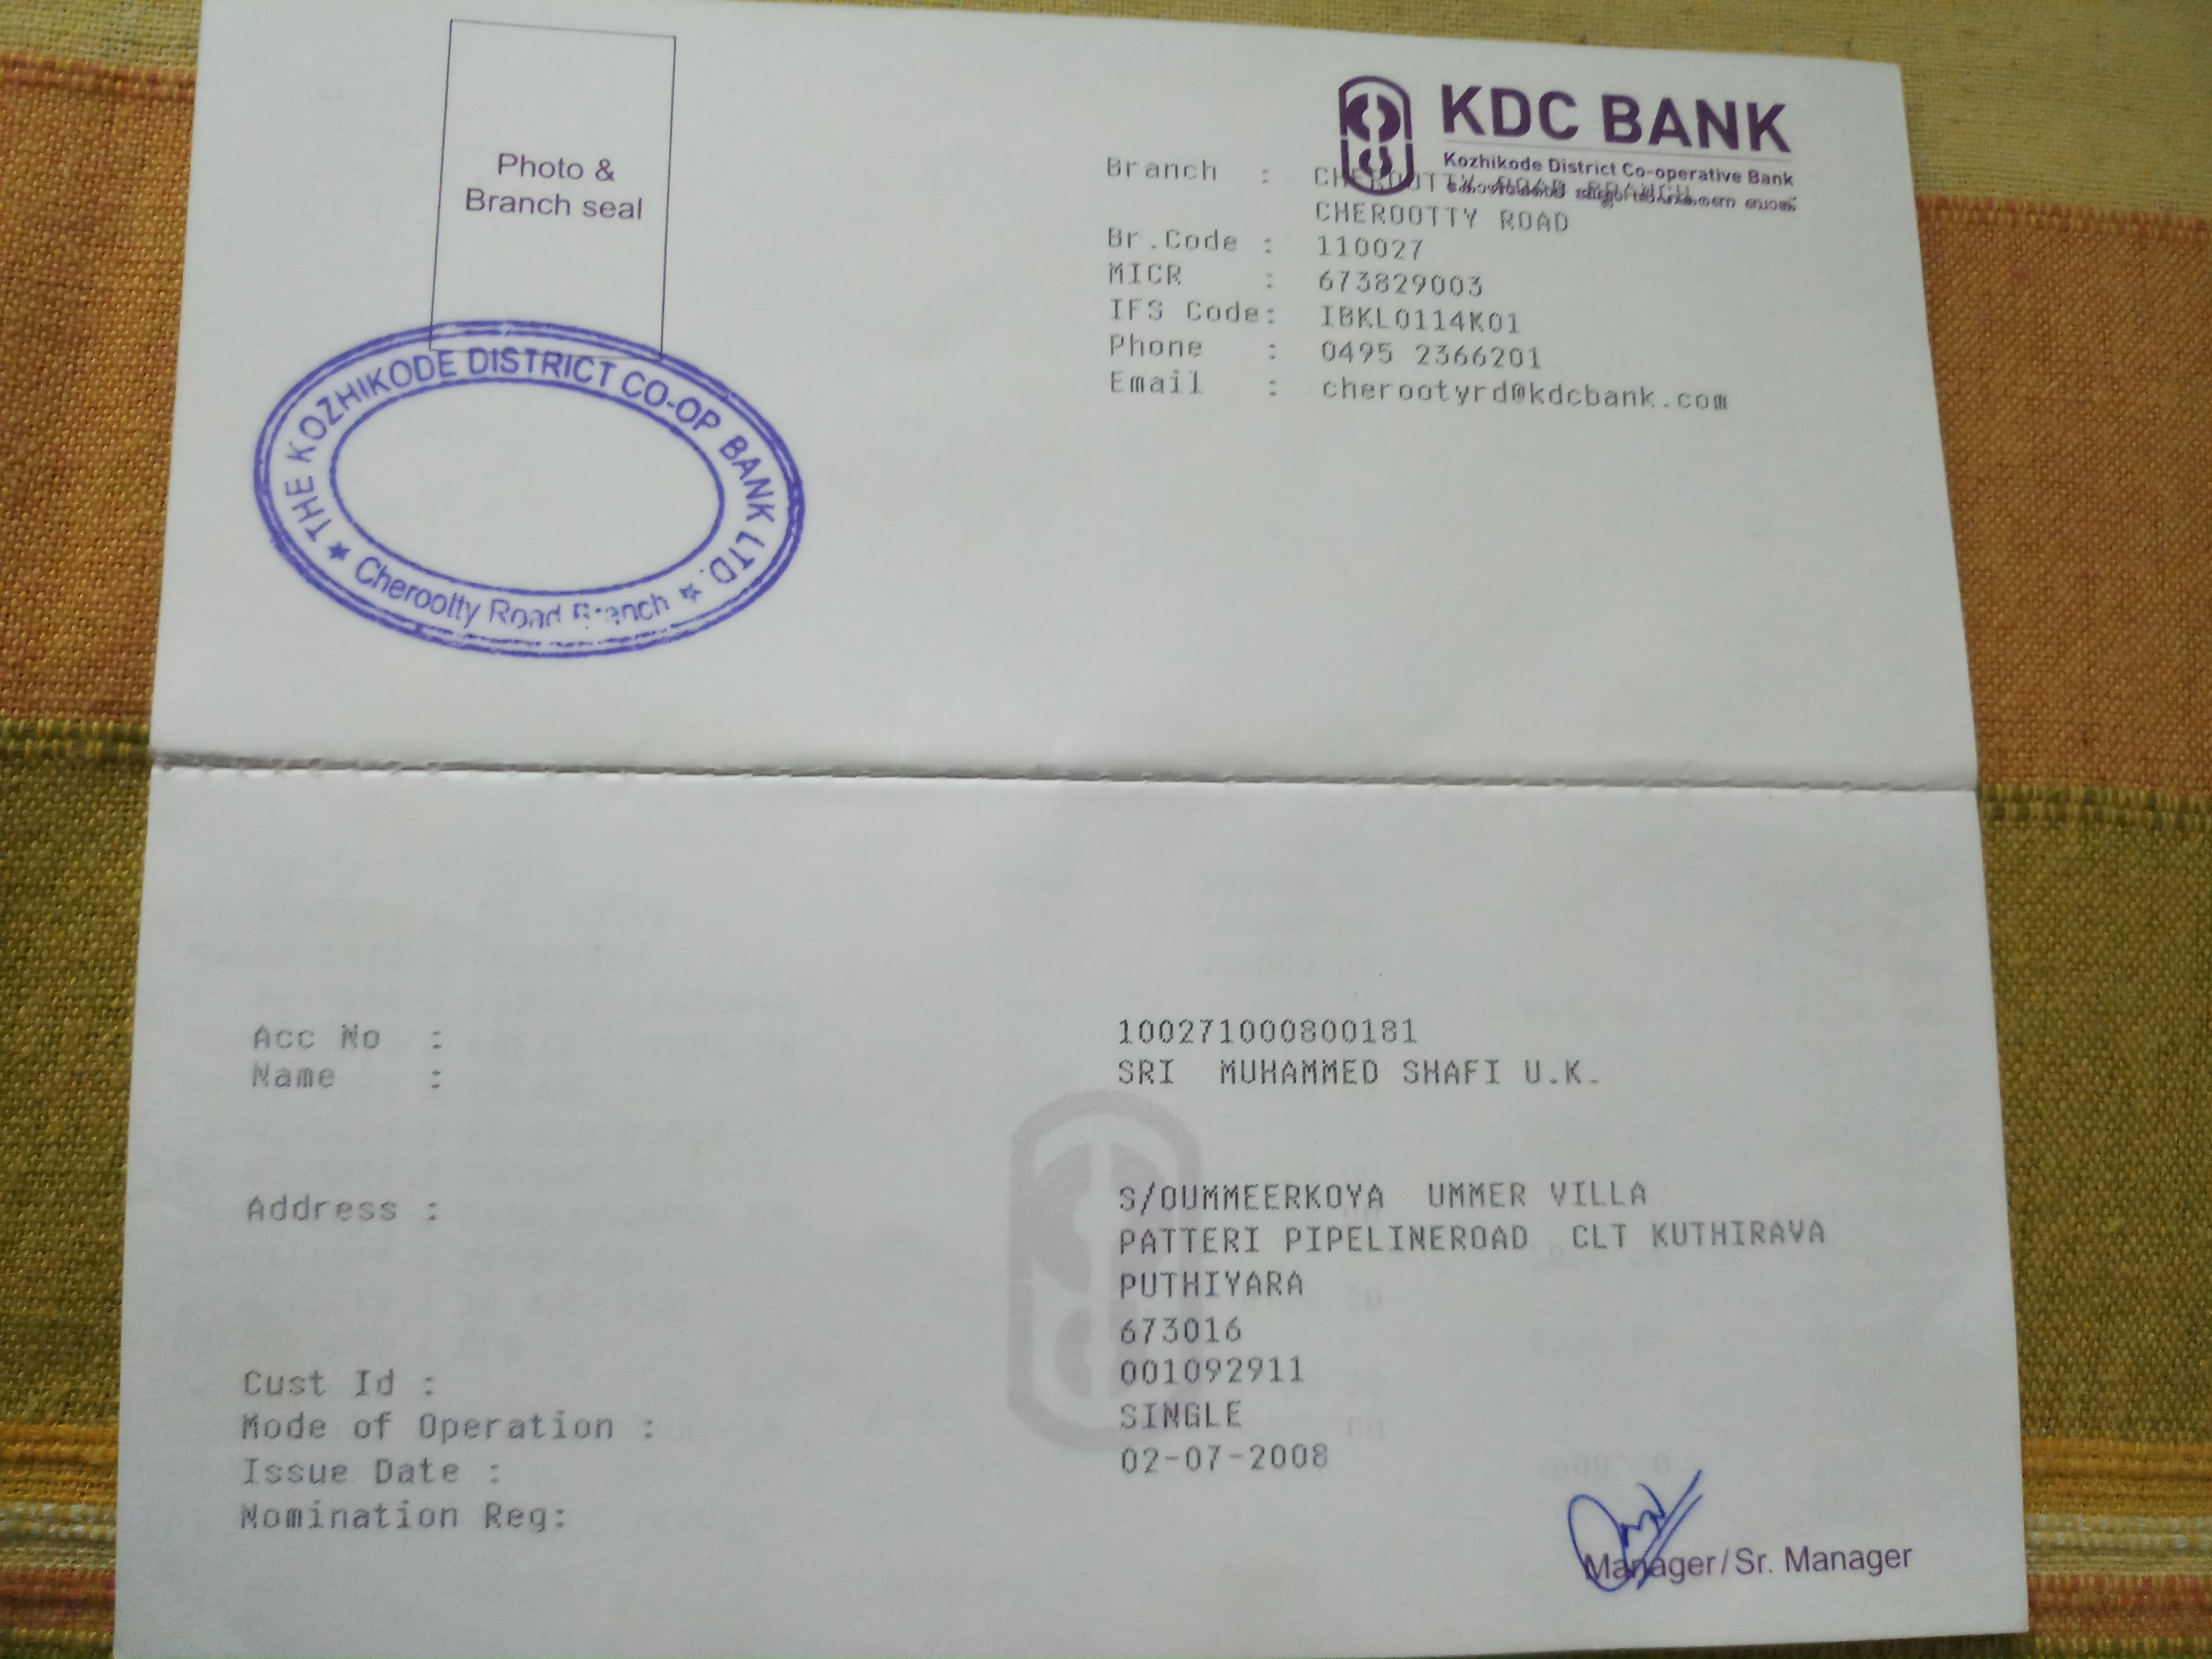 KDC BANK
Kozhikode District Co-operative Bank
Photo &
Branch seal
Branch :
CHEROOTTY ROAD
Br.Code : 110027
MICR : 673829003
IFS Code: IBKL0114K01
Phone : 0495 2366201
Email : cherootyrd@kdcbank.com
★ THE KOZHIKODE DISTRICT CO-OP BANK LTD. ★
Cheroolty Road Branch
Acc No : 100271000800181
Name : SRI MUHAMMED SHAFI U.K.
Address : S/OUMMEERKOYA UMMER VILLA
PATTERI PIPELINEROAD CLT KUTHIRAVA
PUTHIYARA
673016
Cust Id : 001092911
Mode of Operation : SINGLE
Issue Date : 02-07-2008
Nomination Reg:
Manager/Sr. Manager